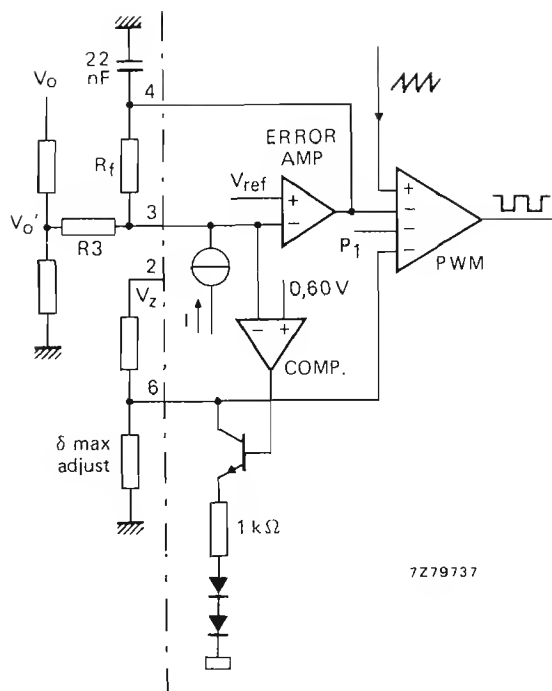 22
nF
4
Vo
Rf
ERROR
AMP
Vref
Vo'
3
R3
+
−
+
−
−
−
P1
PWM
2
Vz
I
0,60 V
− +
COMP.
6
δ max
adjust
1 kΩ
7Z79737